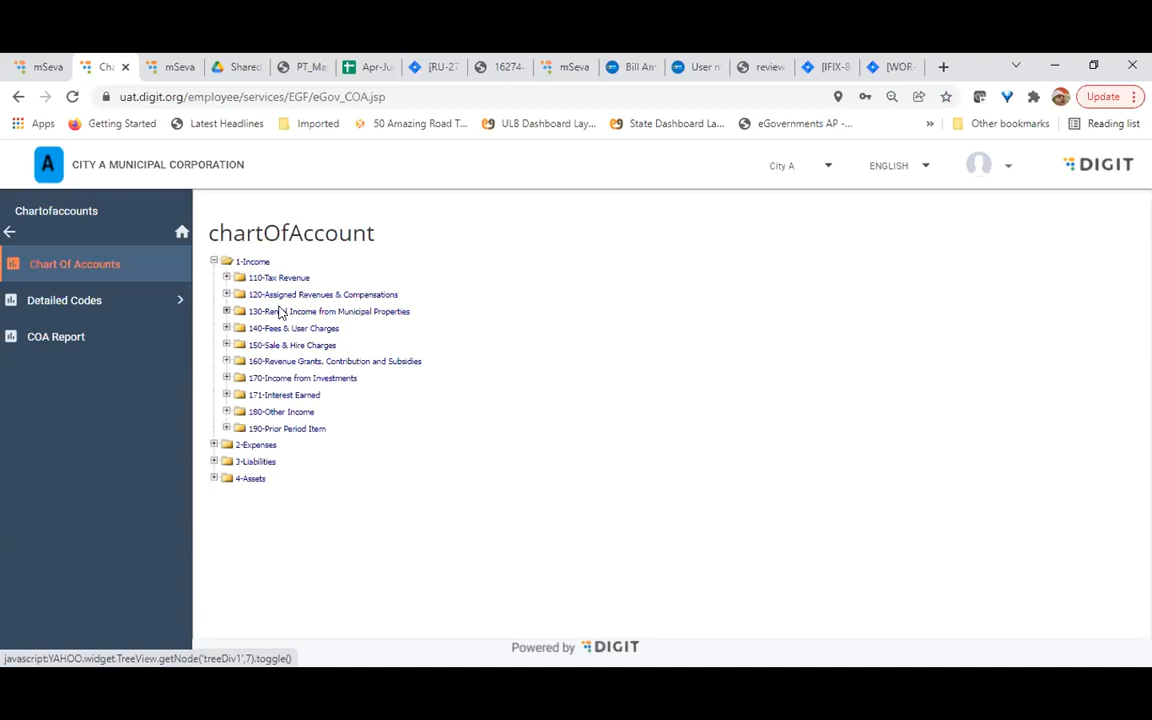 mSeva
Cha
mSeva
Shared
PT_Ma
Apr-Ju
[RU-27
16274-
mSeva
Bill Am
User n
review
[IFIX-8
[WOR-
uat.digit.org/employee/services/EGF/eGov_COA.jsp
Update
Apps
Getting Started
Latest Headlines
Imported
50 Amazing Road T...
ULB Dashboard Lay...
State Dashboard La...
eGovernments AP -...
»
Other bookmarks
Reading list
A
CITY A MUNICIPAL CORPORATION
City A
ENGLISH
DIGIT
Chartofaccounts
Chart Of Accounts
Detailed Codes
COA Report
chartOfAccount
1-Income
110-Tax Revenue
120-Assigned Revenues & Compensations
130-Rental Income from Municipal Properties
140-Fees & User Charges
150-Sale & Hire Charges
160-Revenue Grants, Contribution and Subsidies
170-Income from Investments
171-Interest Earned
180-Other Income
190-Prior Period Item
2-Expenses
3-Liabilities
4-Assets
Powered by DIGIT
javascript:YAHOO.widget.TreeView.getNode('treeDiv1',7).toggle()